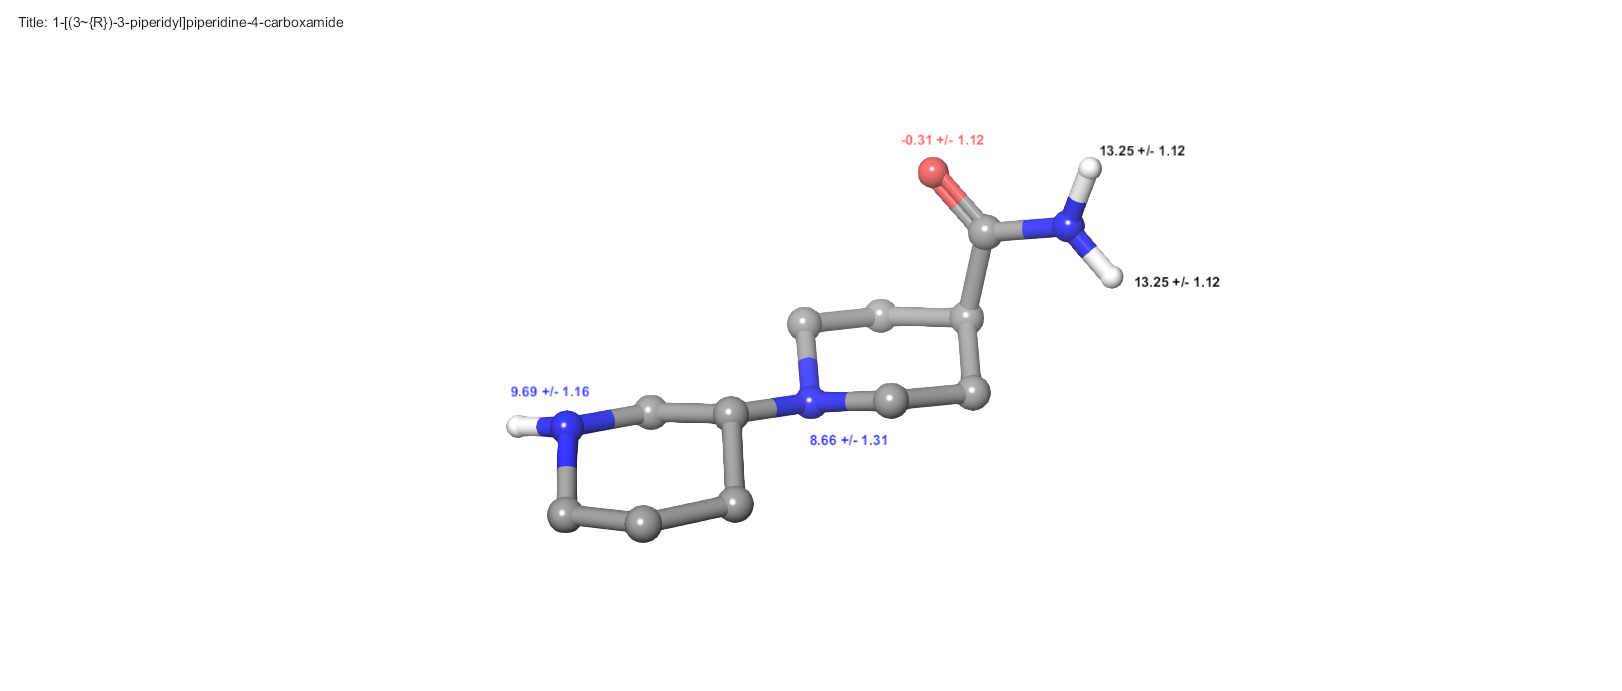 Title: 1-[(3~{R})-3-piperidyl]piperidine-4-carboxamide
-0.31 +/- 1.12
13.25 +/- 1.12
13.25 +/- 1.12
9.69 +/- 1.16
8.66 +/- 1.31